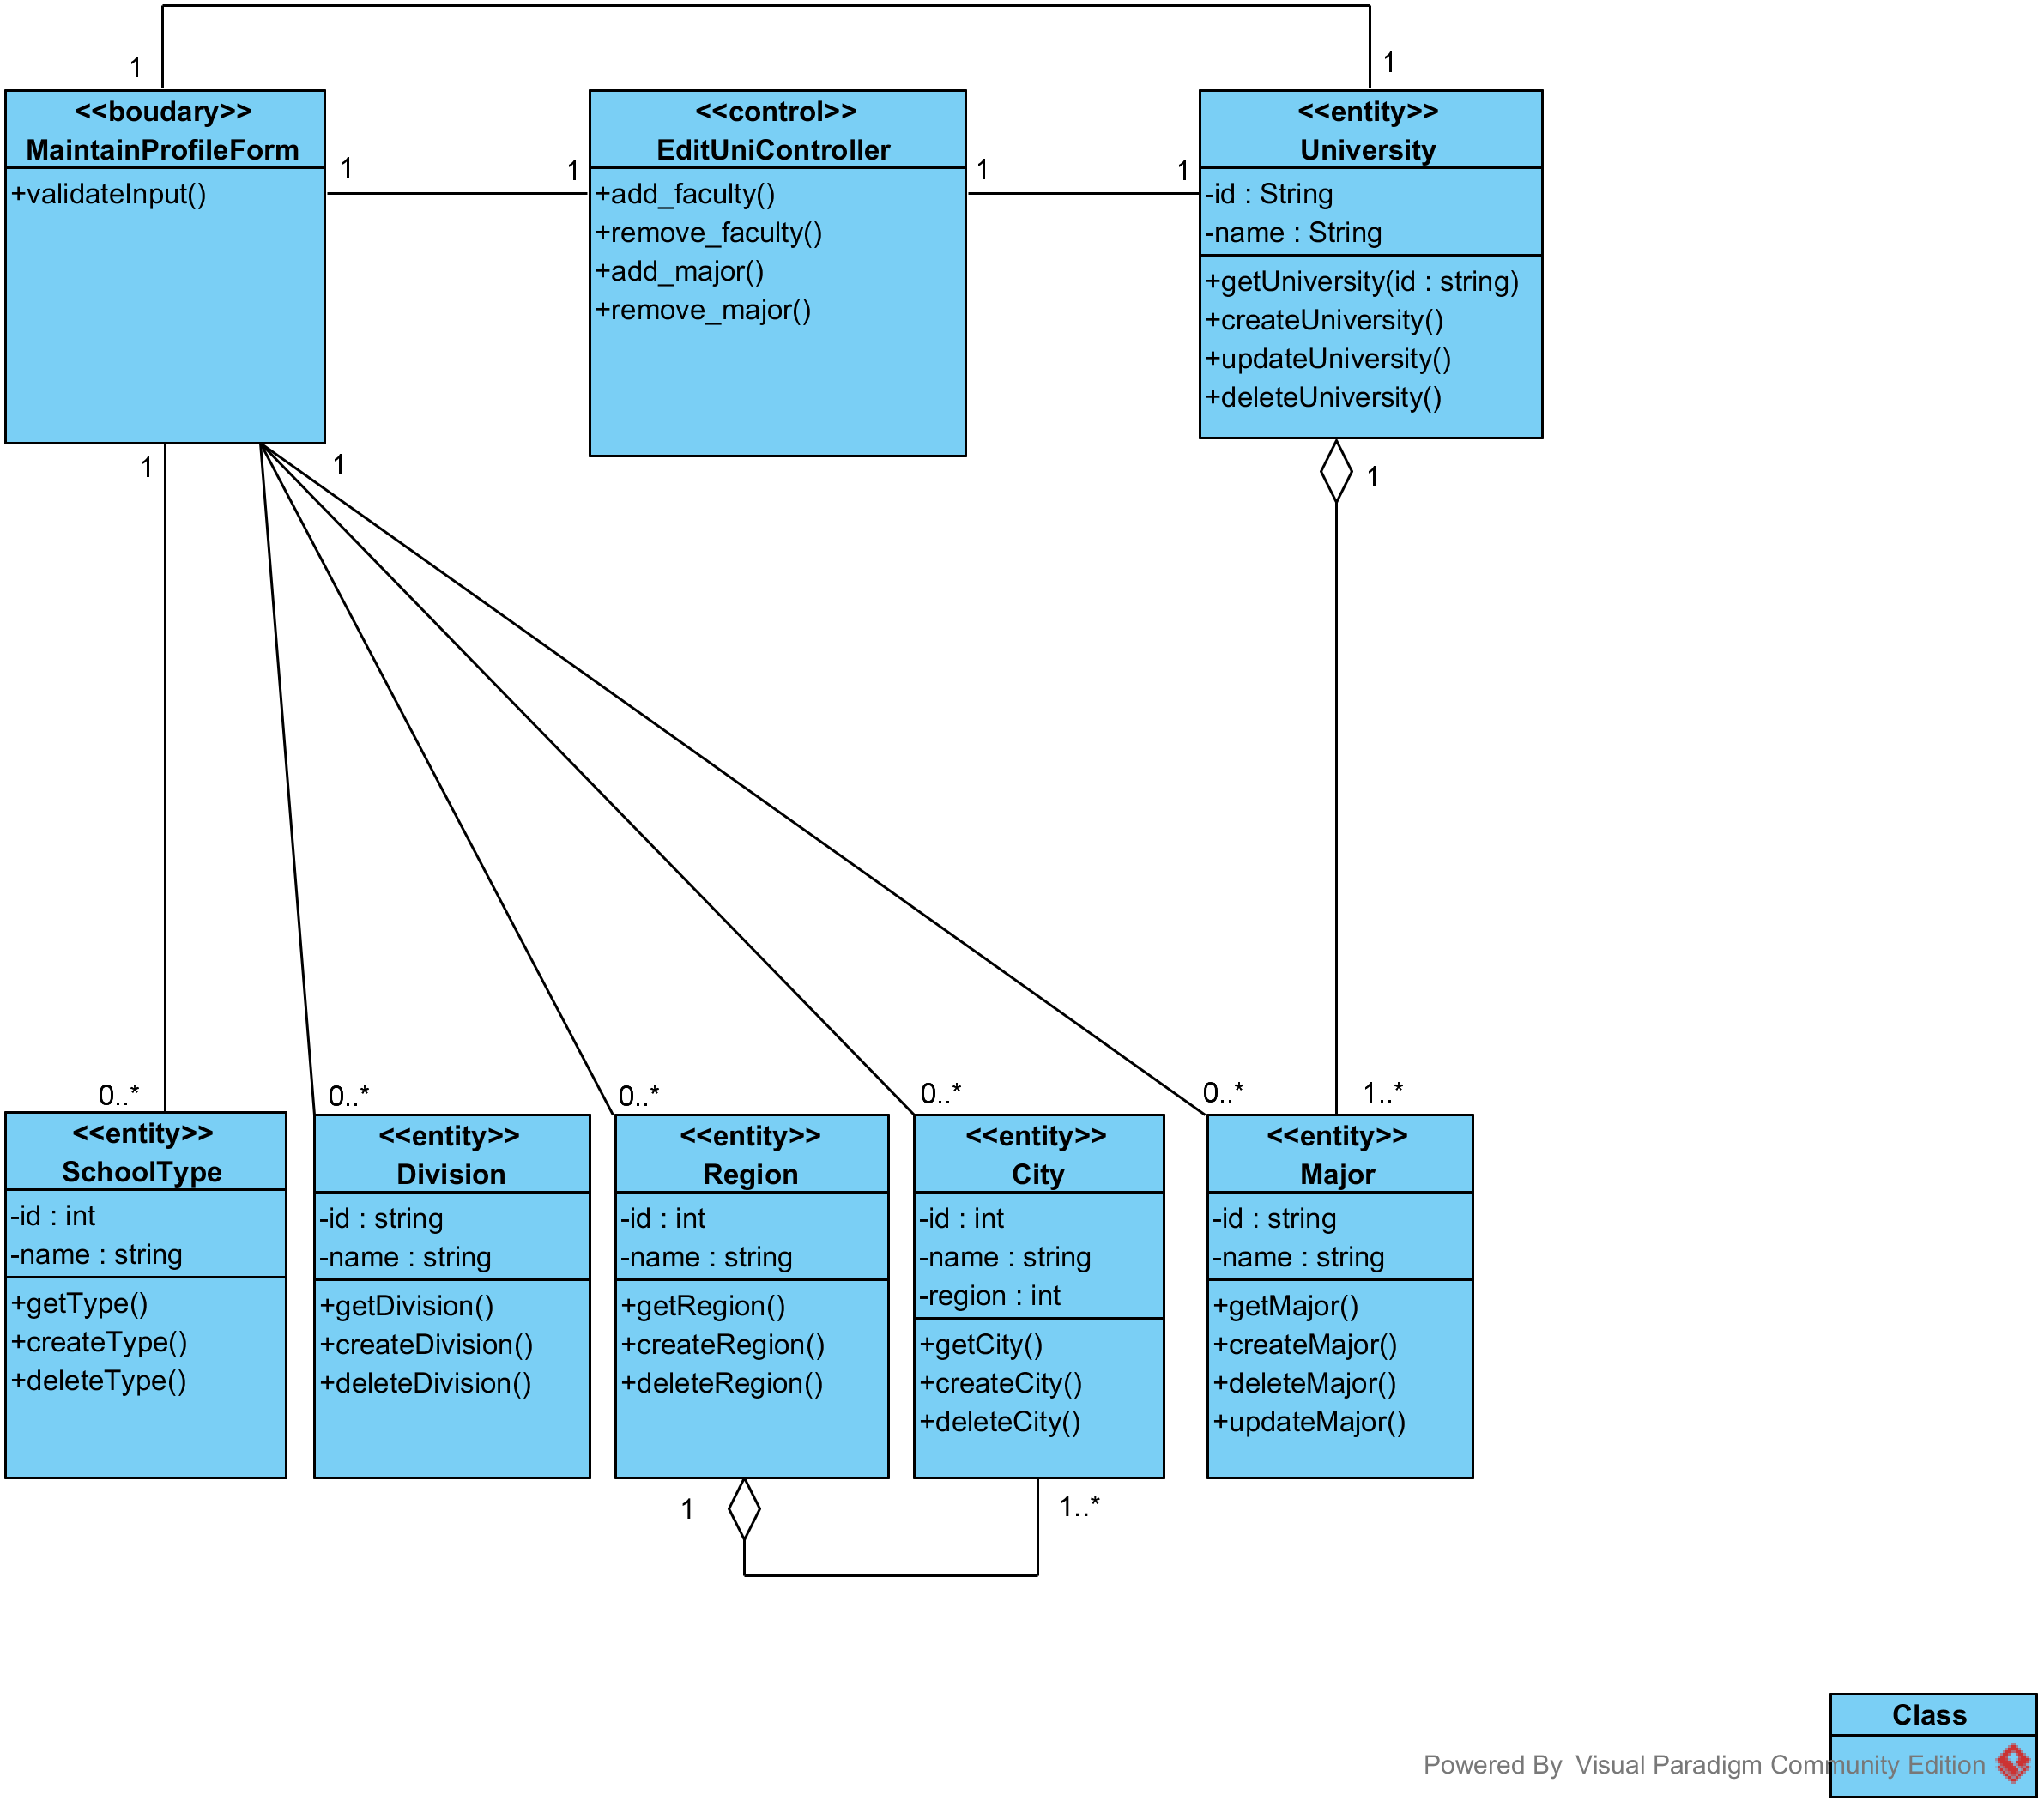 1
1
<<boudary>>
MaintainProfileForm
+validateInput()
1
1
<<control>>
EditUniController
+add_faculty()
+remove_faculty()
+add_major()
+remove_major()
1
1
<<entity>>
University
-id : String
-name : String
+getUniversity(id : string)
+createUniversity()
+updateUniversity()
+deleteUniversity()
1
1
1
0..*
0..*
0..*
0..*
0..*
1..*
<<entity>>
SchoolType
-id : int
-name : string
+getType()
+createType()
+deleteType()
<<entity>>
Division
-id : string
-name : string
+getDivision()
+createDivision()
+deleteDivision()
<<entity>>
Region
-id : int
-name : string
+getRegion()
+createRegion()
+deleteRegion()
<<entity>>
City
-id : int
-name : string
-region : int
+getCity()
+createCity()
+deleteCity()
<<entity>>
Major
-id : string
-name : string
+getMajor()
+createMajor()
+deleteMajor()
+updateMajor()
1
1..*
Class
Powered By Visual Paradigm Community Edition